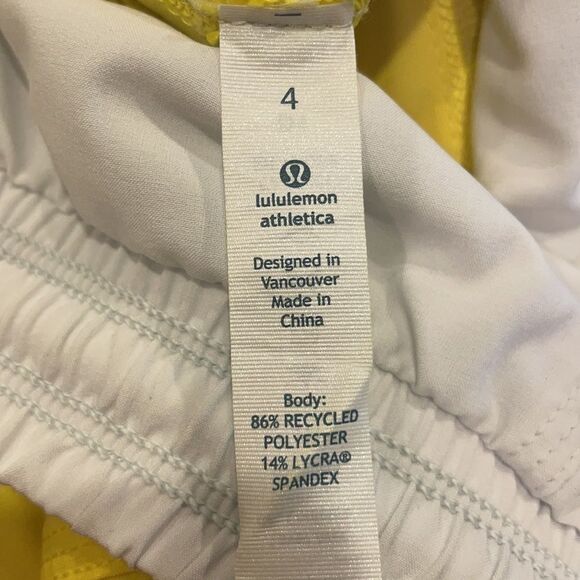 4
lululemon
athletica
Designed in
Vancouver
Made in
China
Body:
86% RECYCLED
POLYESTER
14% LYCRA®
SPANDEX